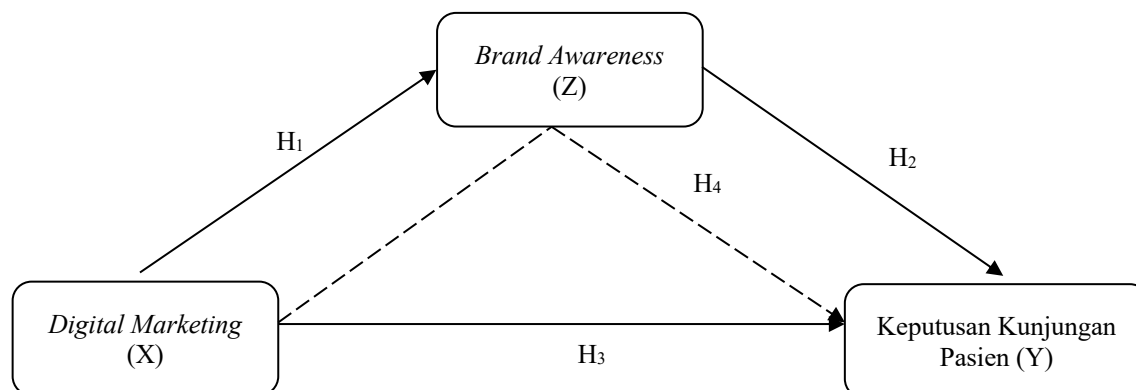 Brand Awareness
(Z)
H₁
H₂
H₄
Digital Marketing
(X)
H₃
Keputusan Kunjungan
Pasien (Y)